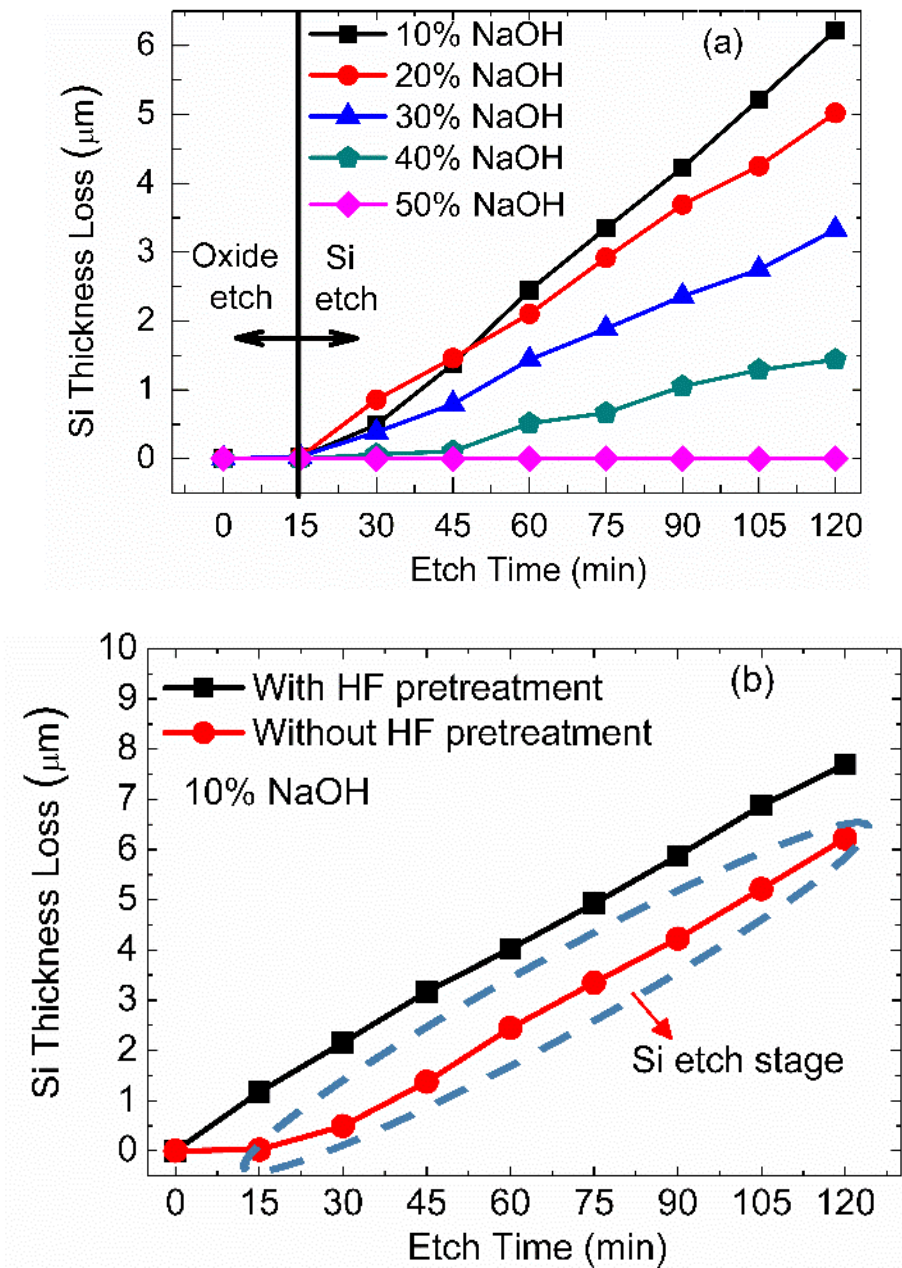 (a)
10% NaOH
20% NaOH
30% NaOH
40% NaOH
50% NaOH
Oxide
etch
Si
etch
Si Thickness Loss (μm)
6
5
4
3
2
1
0
0 15 30 45 60 75 90 105 120
Etch Time (min)
(b)
With HF pretreatment
Without HF pretreatment
10% NaOH
Si etch stage
Si Thickness Loss (μm)
10
9
8
7
6
5
4
3
2
1
0
0 15 30 45 60 75 90 105 120
Etch Time (min)